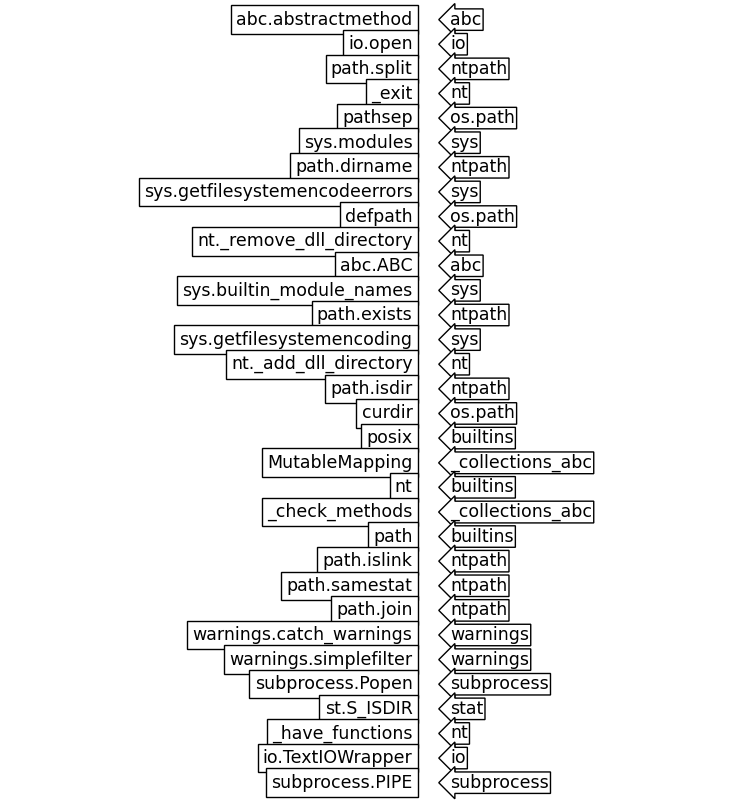 abc.abstractmethod abc
io.open io
path.split ntpath
_exit nt
pathsep os.path
sys.modules sys
path.dirname ntpath
sys.getfilesystemencodeerrors sys
defpath os.path
nt._remove_dll_directory nt
abc.ABC abc
sys.builtin_module_names sys
path.exists ntpath
sys.getfilesystemencoding sys
nt._add_dll_directory nt
path.isdir ntpath
curdir os.path
posix builtins
MutableMapping _collections_abc
nt builtins
_check_methods _collections_abc
path builtins
path.islink ntpath
path.samestat ntpath
path.join ntpath
warnings.catch_warnings warnings
warnings.simplefilter warnings
subprocess.Popen subprocess
st.S_ISDIR stat
_have_functions nt
io.TextIOWrapper io
subprocess.PIPE subprocess